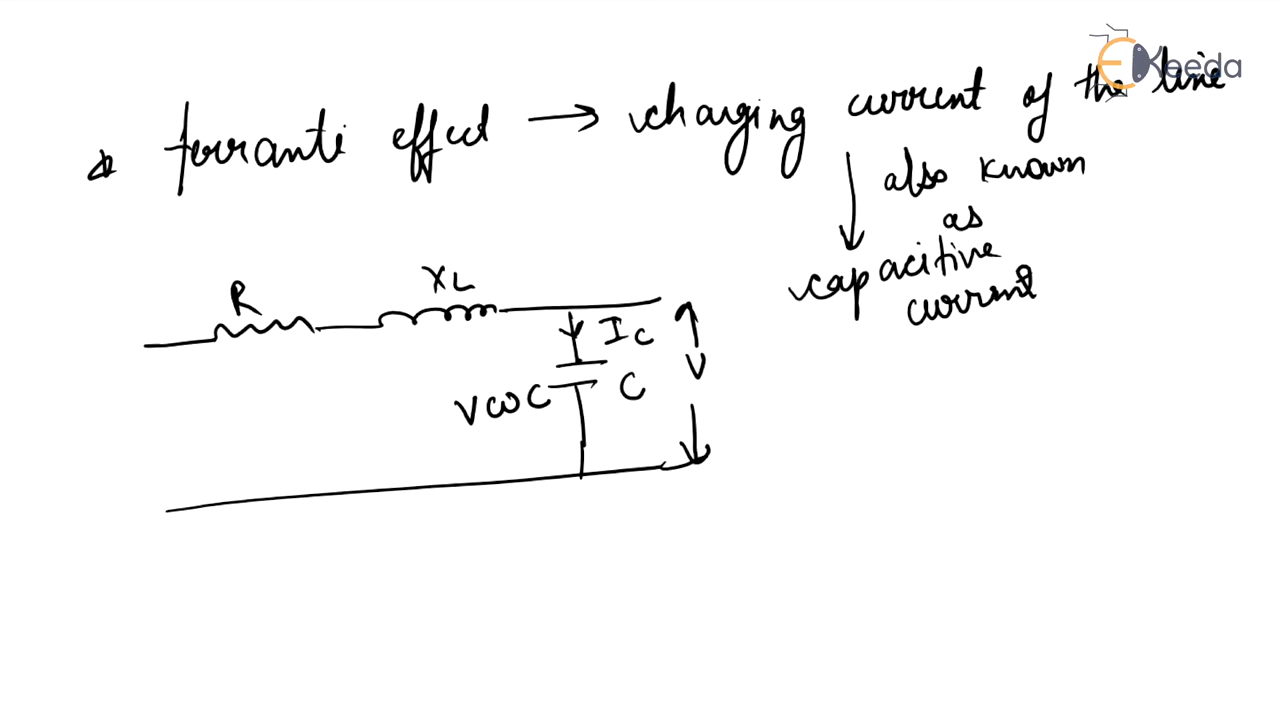 ferranti effect → charging current of the line
also known
as
capacitive
current
R
XL
Ic
V
VωC
C
Ekeeda